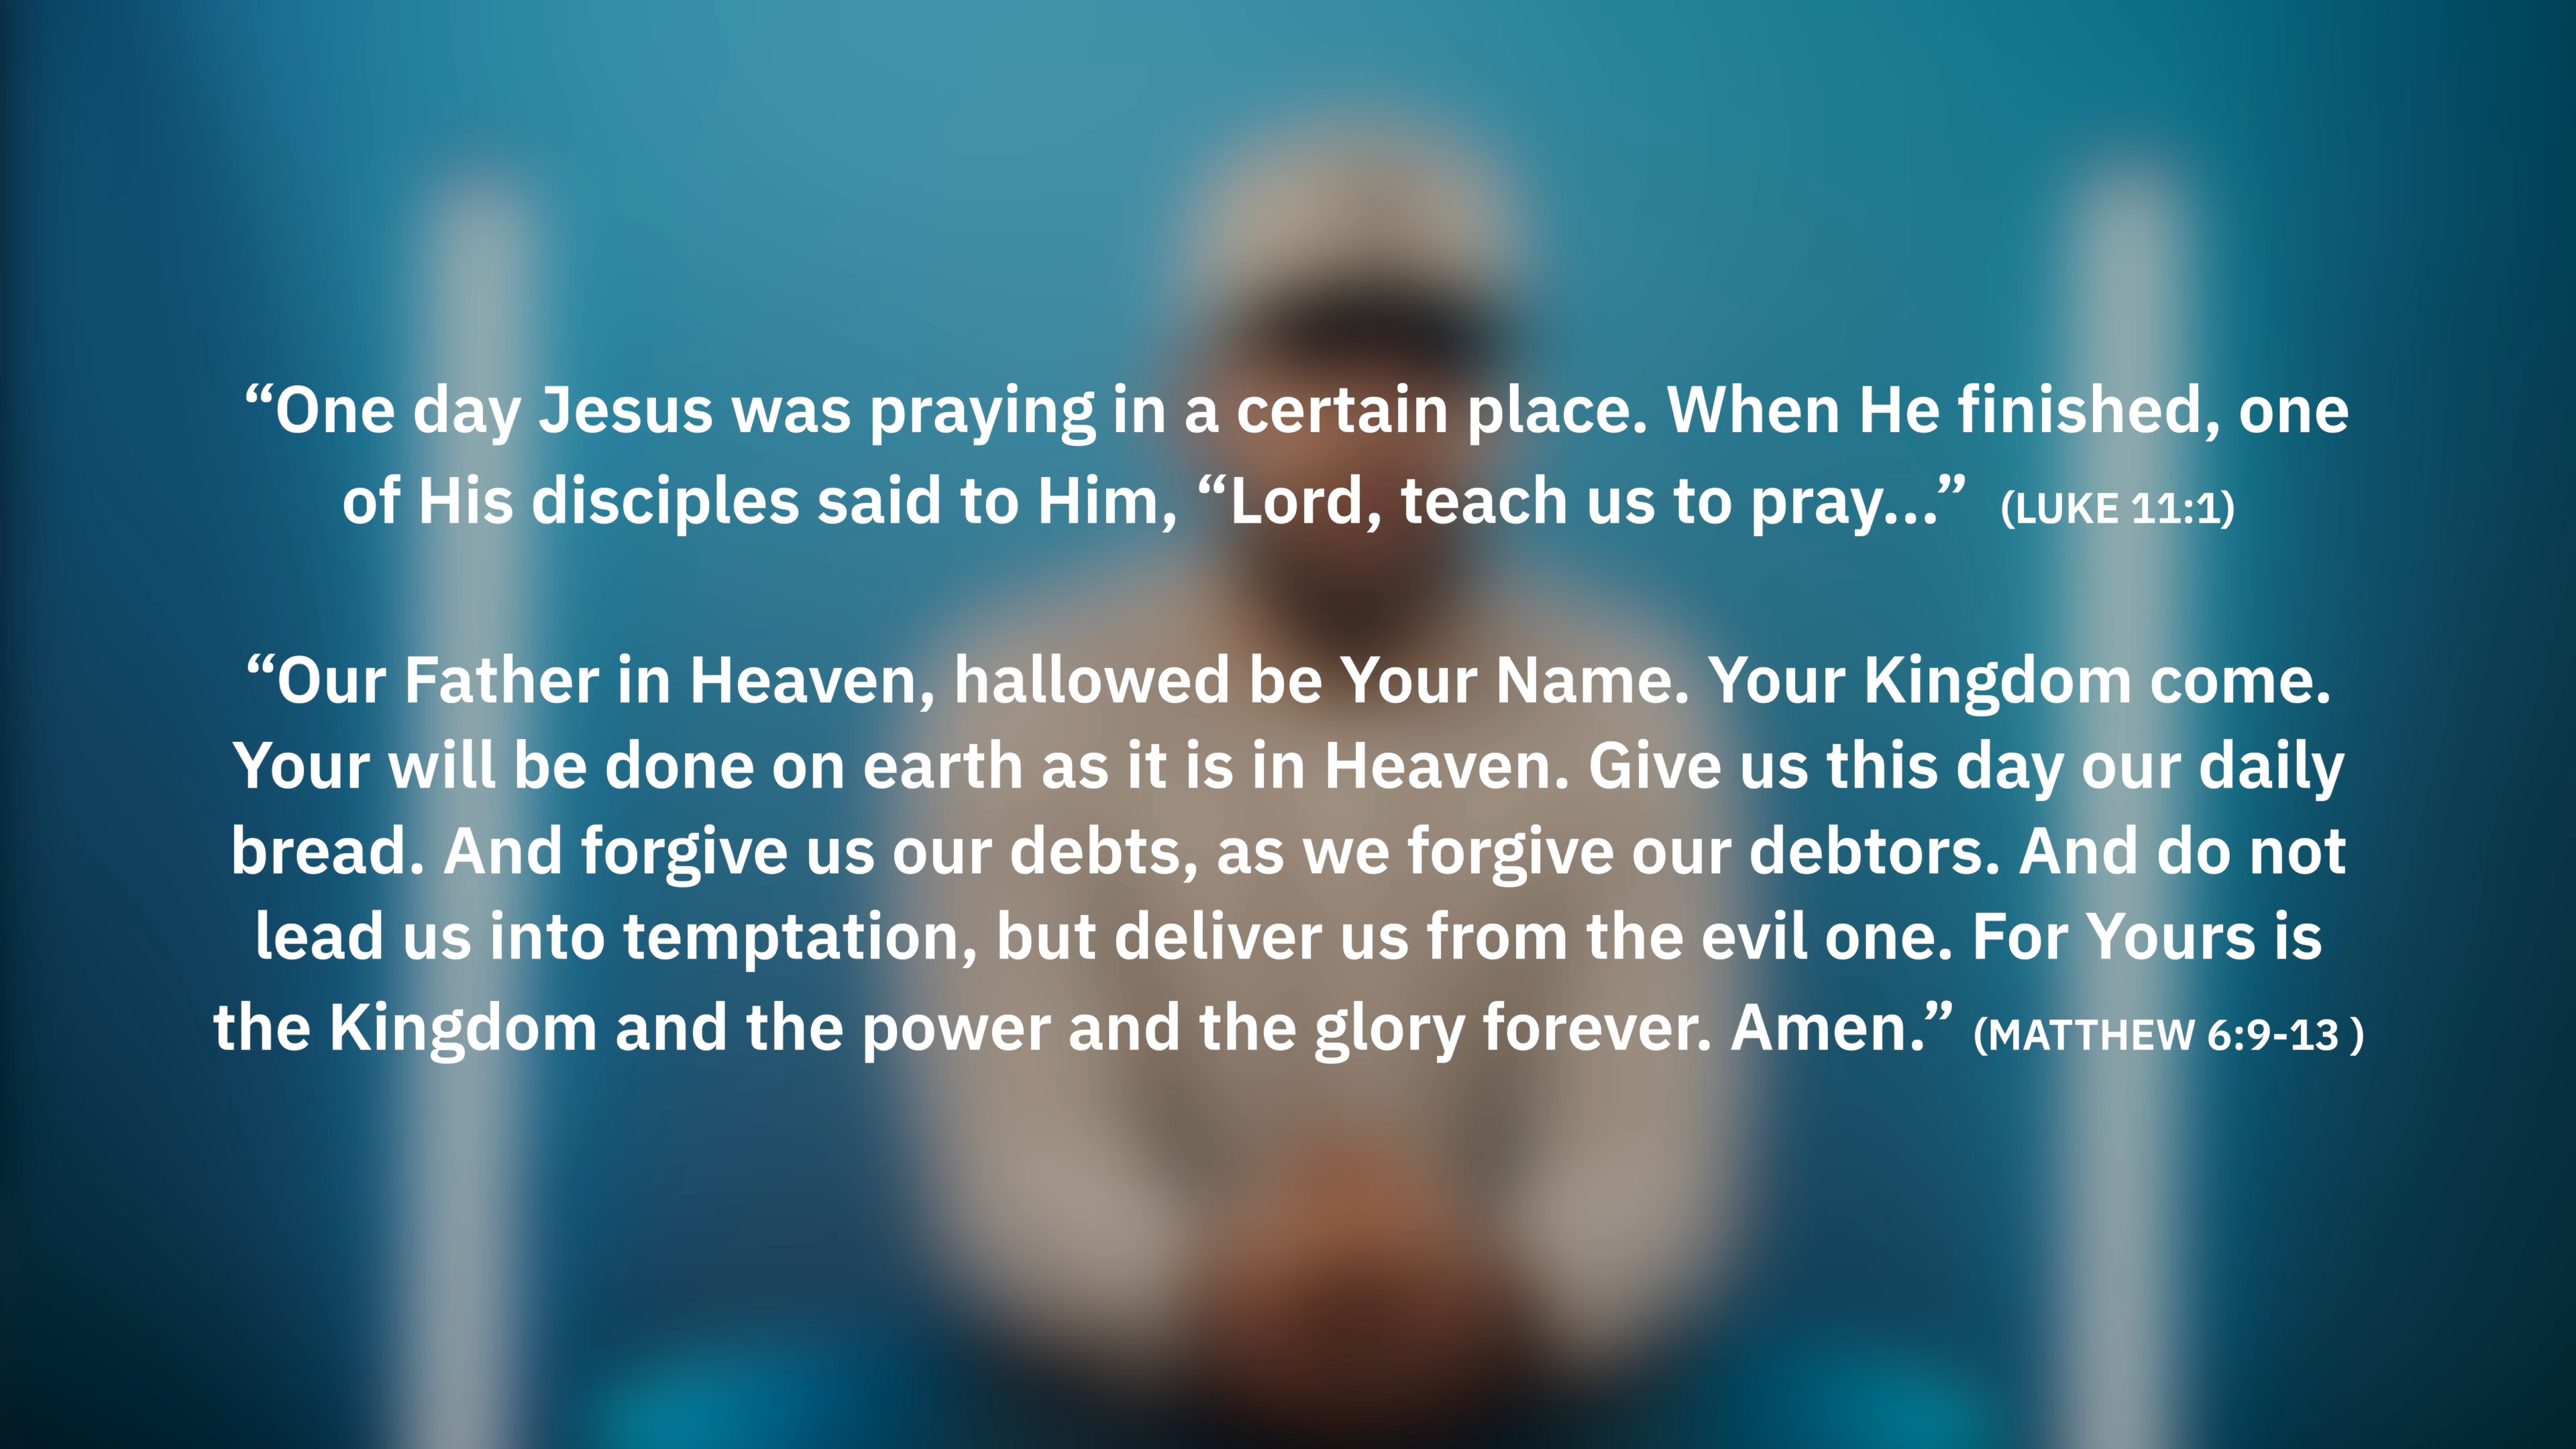 “One day Jesus was praying in a certain place. When He finished, one
of His disciples said to Him, “Lord, teach us to pray...” (LUKE 11:1)
“Our Father in Heaven, hallowed be Your Name. Your Kingdom come.
Your will be done on earth as it is in Heaven. Give us this day our daily
bread. And forgive us our debts, as we forgive our debtors. And do not
lead us into temptation, but deliver us from the evil one. For Yours is
the Kingdom and the power and the glory forever. Amen.” (MATTHEW 6:9-13 )